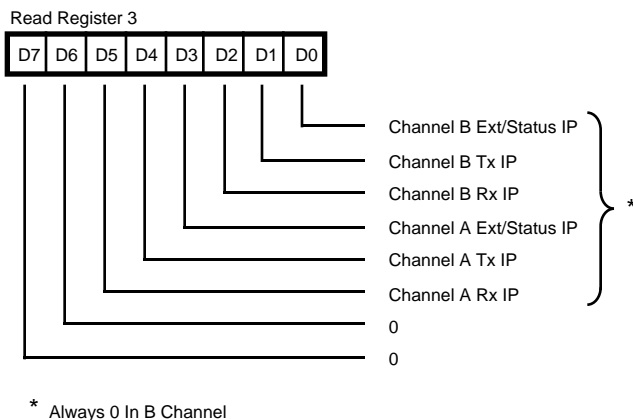 Read Register 3
D7 D6 D5 D4 D3 D2 D1 D0
Channel B Ext/Status IP
Channel B Tx IP
Channel B Rx IP
Channel A Ext/Status IP
*
Channel A Tx IP
Channel A Rx IP
0
0
* Always 0 In B Channel